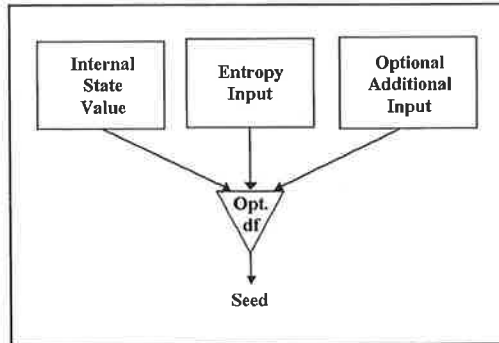 Internal
State
Value
Entropy
Input
Optional
Additional
Input
Opt.
df
Seed